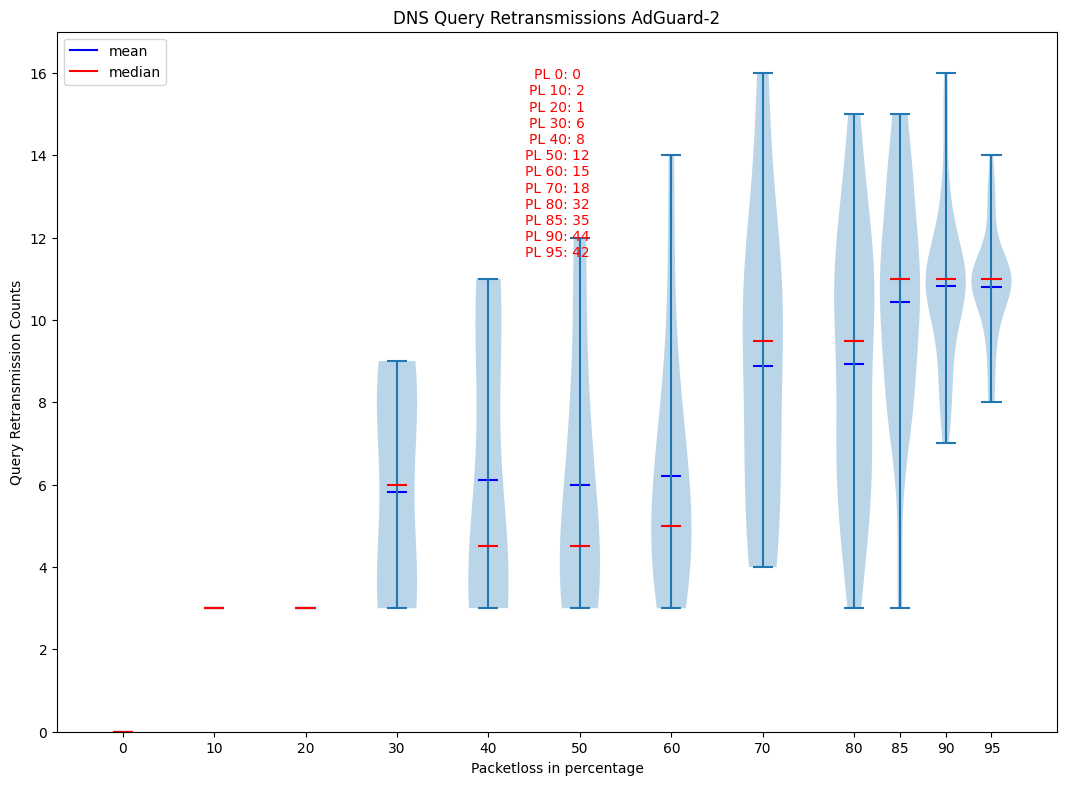 DNS Query Retransmissions AdGuard-2
mean
median
PL 0: 0
PL 10: 2
PL 20: 1
PL 30: 6
PL 40: 8
PL 50: 12
PL 60: 15
PL 70: 18
PL 80: 32
PL 85: 35
PL 90: 44
PL 95: 42
Query Retransmission Counts
16
14
12
10
8
6
4
2
0
0 10 20 30 40 50 60 70 80 85 90 95
Packetloss in percentage